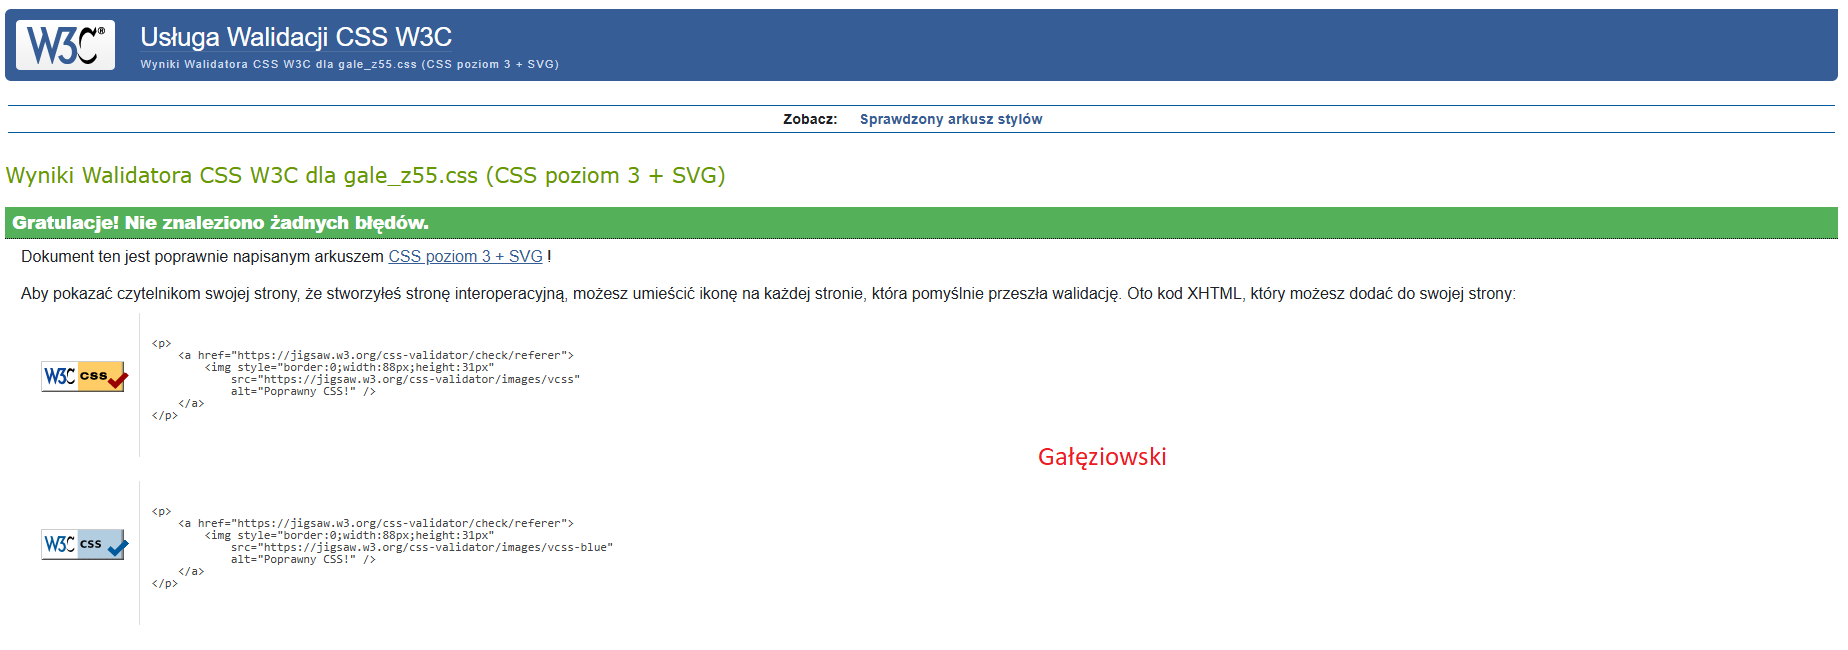 W3C®
Usługa Walidacji CSS W3C
Wyniki Walidatora CSS W3C dla gale_z55.css (CSS poziom 3 + SVG)
Zobacz: Sprawdzony arkusz stylów
Wyniki Walidatora CSS W3C dla gale_z55.css (CSS poziom 3 + SVG)
Gratulacje! Nie znaleziono żadnych błędów.
Dokument ten jest poprawnie napisanym arkuszem CSS poziom 3 + SVG !
Aby pokazać czytelnikom swojej strony, że stworzyłeś stronę interoperacyjną, możesz umieścić ikonę na każdej stronie, która pomyślnie przeszła walidację. Oto kod XHTML, który możesz dodać do swojej strony:
W3C CSS
<p>
<a href="https://jigsaw.w3.org/css-validator/check/referer">
<img style="border:0;width:88px;height:31px"
src="https://jigsaw.w3.org/css-validator/images/vcss"
alt="Poprawny CSS!" />
</a>
</p>
Gałęziowski
W3C CSS
<p>
<a href="https://jigsaw.w3.org/css-validator/check/referer">
<img style="border:0;width:88px;height:31px"
src="https://jigsaw.w3.org/css-validator/images/vcss-blue"
alt="Poprawny CSS!" />
</a>
</p>